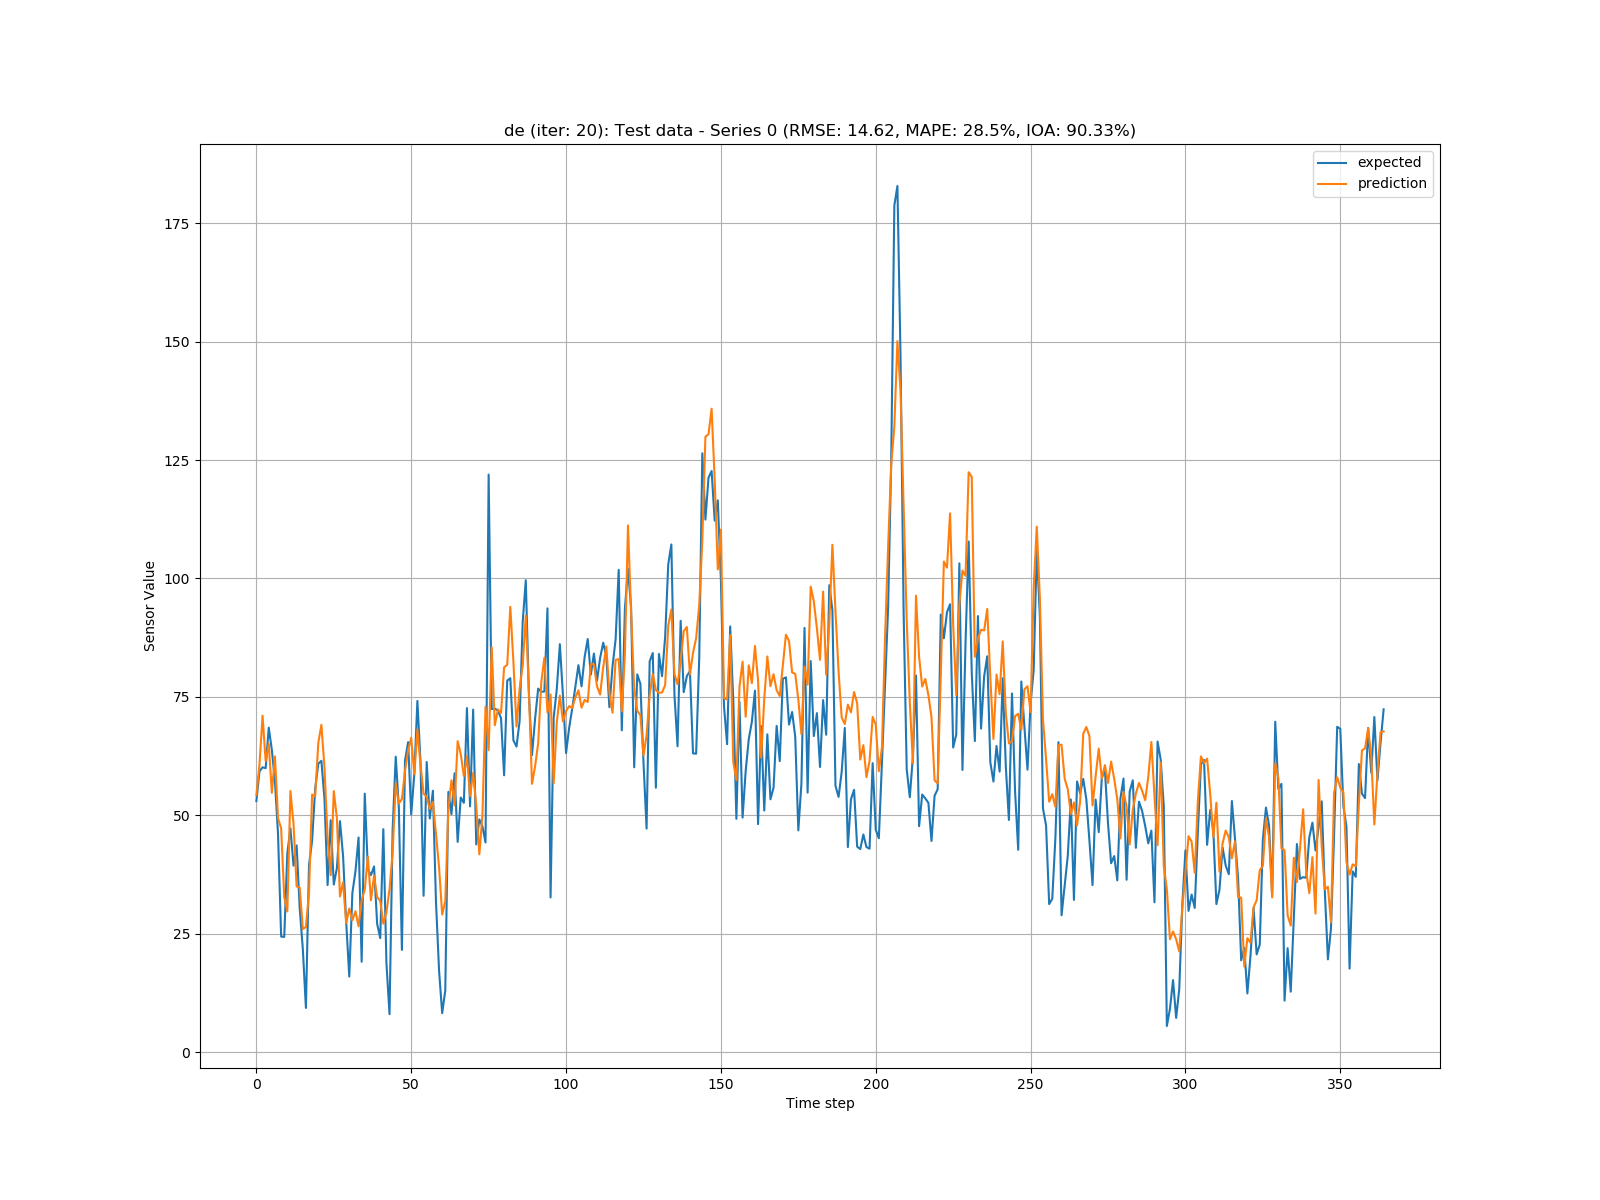 de (iter: 20): Test data - Series 0 (RMSE: 14.62, MAPE: 28.5%, IOA: 90.33%)
expected
prediction
175
150
125
100
75
50
25
0
Sensor Value
0 50 100 150 200 250 300 350
Time step